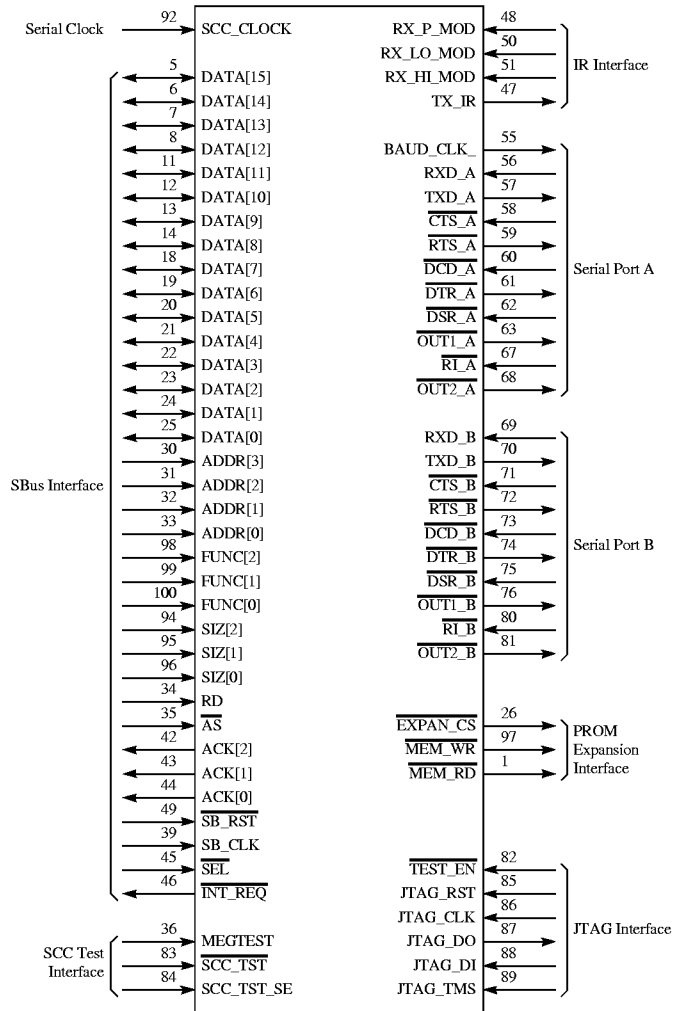 Serial Clock 92 SCC_CLOCK
SBus Interface
5 DATA[15]
6 DATA[14]
7 DATA[13]
8 DATA[12]
11 DATA[11]
12 DATA[10]
13 DATA[9]
14 DATA[8]
18 DATA[7]
19 DATA[6]
20 DATA[5]
21 DATA[4]
22 DATA[3]
23 DATA[2]
24 DATA[1]
25 DATA[0]
30 ADDR[3]
31 ADDR[2]
32 ADDR[1]
33 ADDR[0]
98 FUNC[2]
99 FUNC[1]
100 FUNC[0]
94 SIZ[2]
95 SIZ[1]
96 SIZ[0]
34 RD
35 AS
42 ACK[2]
43 ACK[1]
44 ACK[0]
49 SB_RST
39 SB_CLK
45 SEL
46 INT_REQ
SCC Test
Interface
36 MEGTEST
83 SCC_TST
84 SCC_TST_SE
RX_P_MOD 48
RX_LO_MOD 50
RX_HI_MOD 51
TX_IR 47
IR Interface
BAUD_CLK_ 55
RXD_A 56
TXD_A 57
CTS_A 58
RTS_A 59
DCD_A 60
DTR_A 61
DSR_A 62
OUT1_A 63
RI_A 67
OUT2_A 68
Serial Port A
RXD_B 69
TXD_B 70
CTS_B 71
RTS_B 72
DCD_B 73
DTR_B 74
DSR_B 75
OUT1_B 76
RI_B 80
OUT2_B 81
Serial Port B
EXPAN_CS 26
MEM_WR 97
MEM_RD 1
PROM
Expansion
Interface
TEST_EN 82
JTAG_RST 85
JTAG_CLK 86
JTAG_DO 87
JTAG_DI 88
JTAG_TMS 89
JTAG Interface